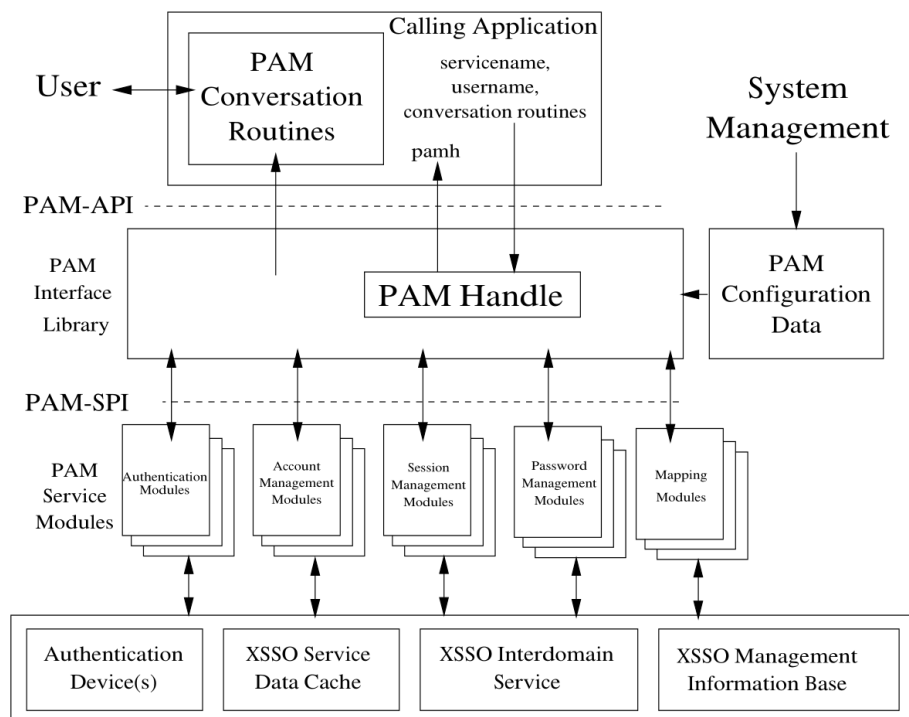 Calling Application
User
PAM
Conversation
Routines
servicename,
username,
conversation routines
pamh
System
Management
PAM-API
PAM
Interface
Library
PAM Handle
PAM
Configuration
Data
PAM-SPI
PAM
Service
Modules
Authentication
Modules
Account
Management
Modules
Session
Management
Modules
Password
Management
Modules
Mapping
Modules
Authentication
Device(s)
XSSO Service
Data Cache
XSSO Interdomain
Service
XSSO Management
Information Base